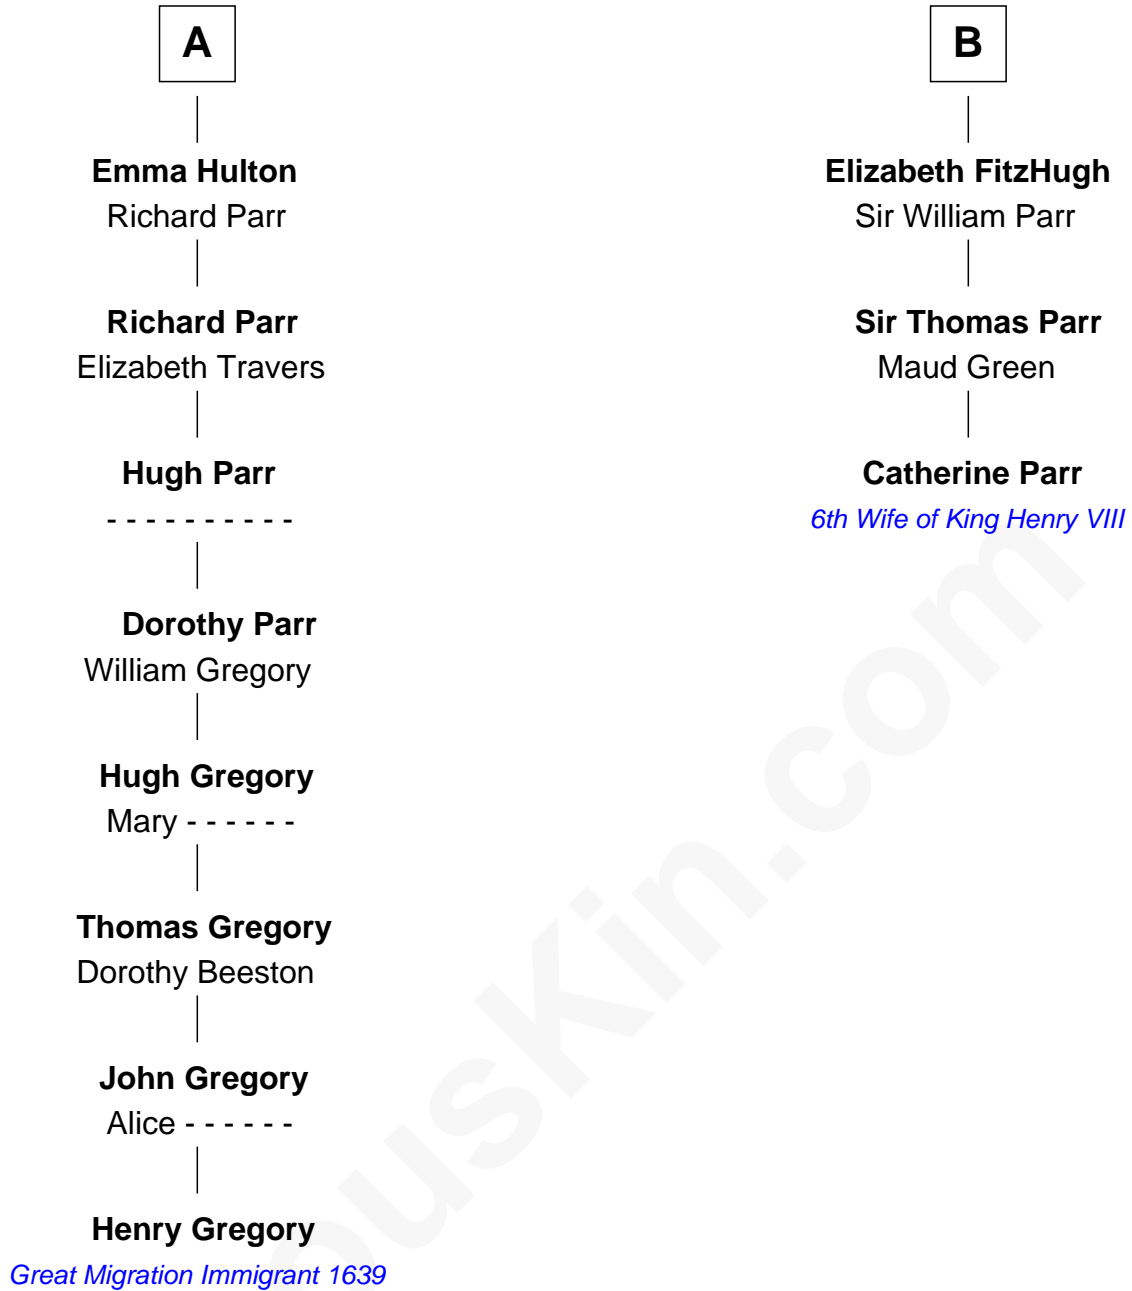 A
Emma Hulton
Richard Parr
Richard Parr
Elizabeth Travers
Hugh Parr
- - - - - - - - - -
Dorothy Parr
William Gregory
Hugh Gregory
Mary - - - - - -
Thomas Gregory
Dorothy Beeston
John Gregory
Alice - - - - - -
Henry Gregory
Great Migration Immigrant 1639
B
Elizabeth FitzHugh
Sir William Parr
Sir Thomas Parr
Maud Green
Catherine Parr
6th Wife of King Henry VIII
ousKin.com